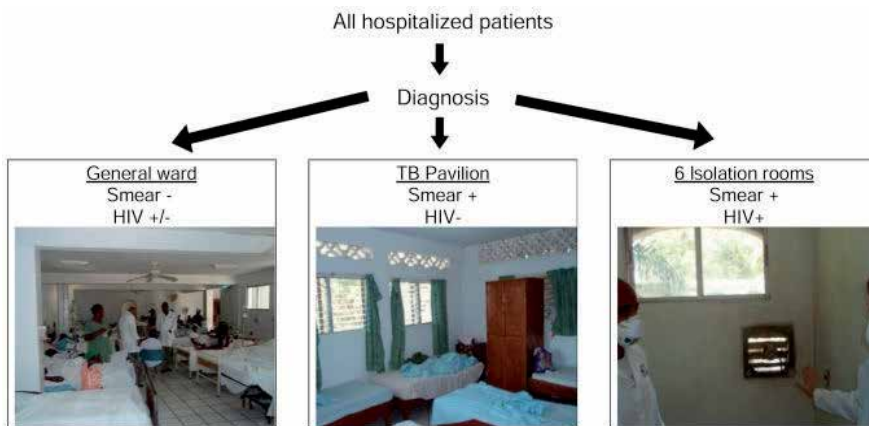 All hospitalized patients
Diagnosis
General ward
Smear -
HIV +/-
TB Pavilion
Smear +
HIV-
6 Isolation rooms
Smear +
HIV+